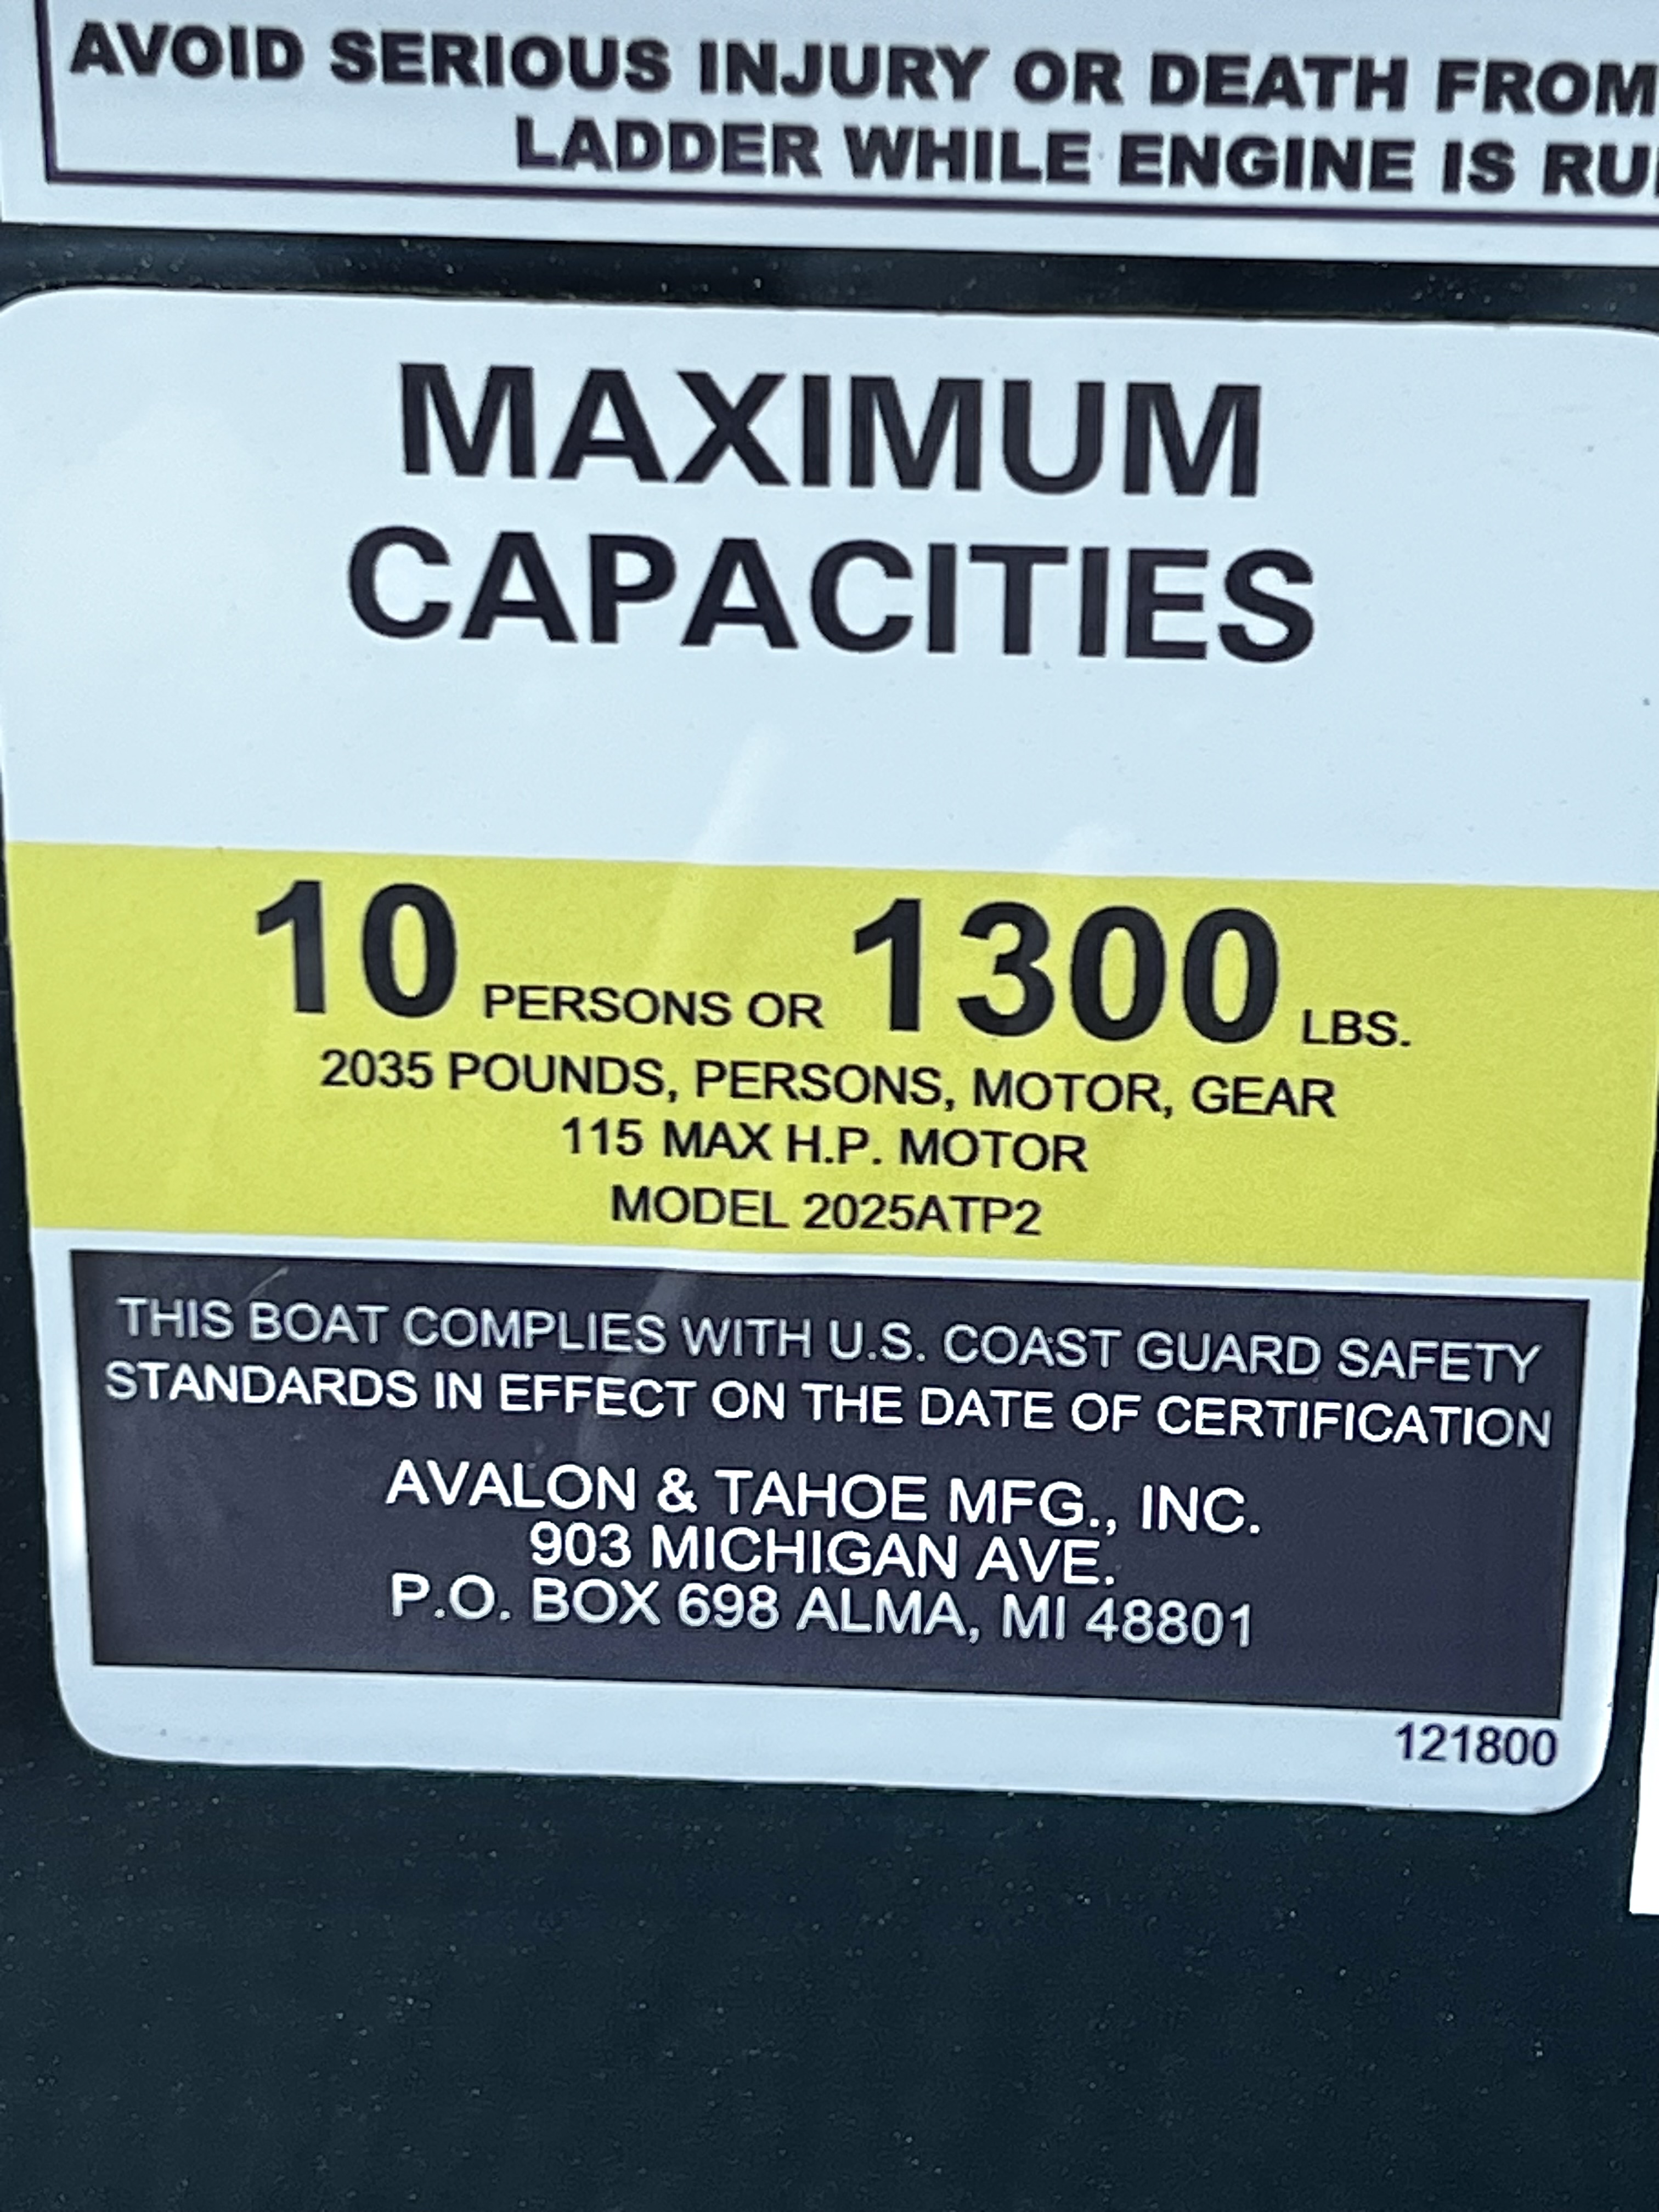 AVOID SERIOUS INJURY OR DEATH FROM
LADDER WHILE ENGINE IS
MAXIMUM
CAPACITIES
10 PERSONS OR 1300 LBS.
2035 POUNDS, PERSONS, MOTOR, GEAR
115 MAX H.P. MOTOR
MODEL 2025ATP2
THIS BOAT COMPLIES WITH U.S. COAST GUARD SAFETY
STANDARDS IN EFFECT ON THE DATE OF CERTIFICATION
AVALON & TAHOE MFG., INC.
903 MICHIGAN AVE.
P.O. BOX 698 ALMA, MI 48801
121800